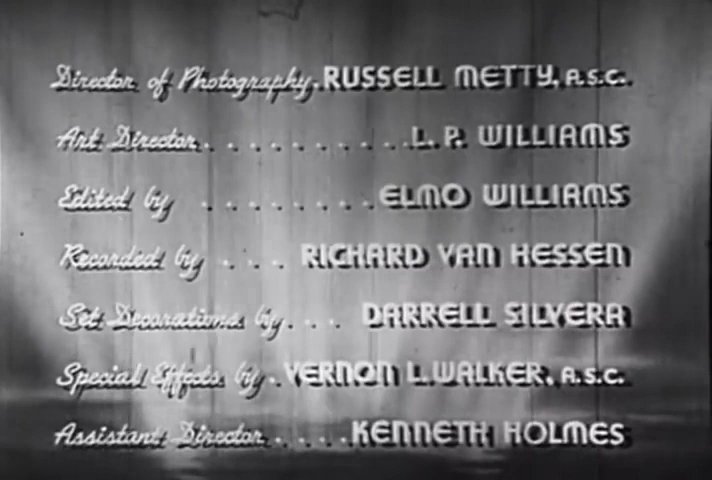 Director of Photography. RUSSELL METTY, A.S.C.
Art Director . . . . . . . . . . L. P. WILLIAMS
Edited by . . . . . . . . . ELMO WILLIAMS
Recorded by . . . . RICHARD VAN HESSEN
Set Decorations by . . . . DARRELL SILVERA
Special Effects by . VERNON L. WALKER, A.S.C.
Assistant Director . . . . . KENNETH HOLMES